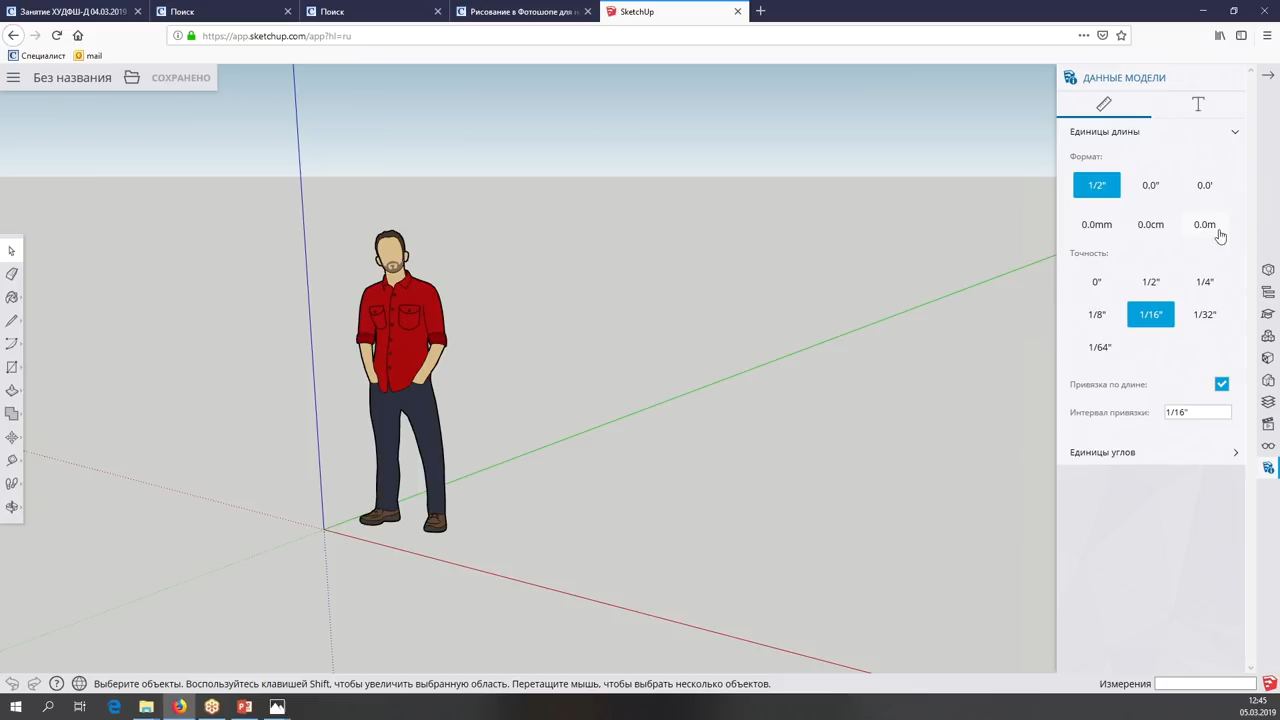 Занятие ХУДФШ-Д 04.03.2019
Поиск
Поиск
Рисование в Фотошопе для н
SketchUp
https://app.sketchup.com/app?hl=ru
Специалист
mail
Без названия
СОХРАНЕНО
ДАННЫЕ МОДЕЛИ
Единицы длины
Формат:
1/2" 0.0" 0.0'
0.0mm 0.0cm 0.0m
Точность:
0" 1/2" 1/4"
1/8" 1/16" 1/32"
1/64"
Привязка по длине:
Интервал привязки: 1/16"
Единицы углов
Выберите объекты. Воспользуйтесь клавишей Shift, чтобы увеличить выбранную область. Перетащите мышь, чтобы выбрать несколько объектов.
Измерения
12:45
05.03.2019